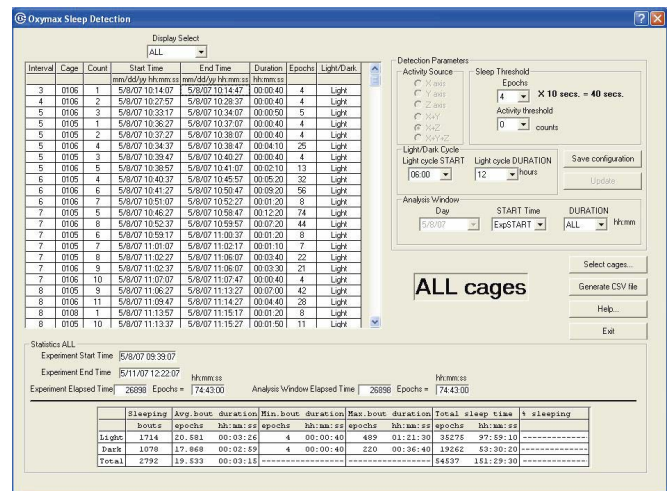 Oxymax Sleep Detection
Display Select
ALL
Interval Cage Count Start Time End Time Duration Epochs Light/Dark
mm/dd/yy hh:mm:ss mm/dd/yy hh:mm:ss hh:mm:ss
3 0106 1 5/8/07 10:14:07 5/8/07 10:14:47 00:00:40 4 Light
4 0106 2 5/8/07 10:27:57 5/8/07 10:28:37 00:00:40 4 Light
5 0106 3 5/8/07 10:33:17 5/8/07 10:34:07 00:00:50 5 Light
5 0105 1 5/8/07 10:36:27 5/8/07 10:37:07 00:00:40 4 Light
5 0105 2 5/8/07 10:37:27 5/8/07 10:38:07 00:00:40 4 Light
5 0106 4 5/8/07 10:34:37 5/8/07 10:38:47 00:04:10 25 Light
5 0105 3 5/8/07 10:39:47 5/8/07 10:40:27 00:00:40 4 Light
5 0106 5 5/8/07 10:38:57 5/8/07 10:41:07 00:02:10 13 Light
6 0105 4 5/8/07 10:40:37 5/8/07 10:45:57 00:05:20 32 Light
6 0106 6 5/8/07 10:41:27 5/8/07 10:50:47 00:09:20 56 Light
6 0106 7 5/8/07 10:51:07 5/8/07 10:52:27 00:01:20 8 Light
7 0105 5 5/8/07 10:46:27 5/8/07 10:58:47 00:12:20 74 Light
7 0106 8 5/8/07 10:52:37 5/8/07 10:59:57 00:07:20 44 Light
7 0105 6 5/8/07 10:59:17 5/8/07 11:00:37 00:01:20 8 Light
7 0105 7 5/8/07 11:01:07 5/8/07 11:02:17 00:01:10 7 Light
7 0105 8 5/8/07 11:02:27 5/8/07 11:06:07 00:03:40 22 Light
7 0106 9 5/8/07 11:02:37 5/8/07 11:06:07 00:03:30 21 Light
7 0106 10 5/8/07 11:07:07 5/8/07 11:07:47 00:00:40 4 Light
8 0105 9 5/8/07 11:06:27 5/8/07 11:13:27 00:07:00 42 Light
8 0106 11 5/8/07 11:09:47 5/8/07 11:14:27 00:04:40 28 Light
8 0108 1 5/8/07 11:13:57 5/8/07 11:15:17 00:01:20 8 Light
8 0105 10 5/8/07 11:13:37 5/8/07 11:15:27 00:01:50 11 Light
Detection Parameters
Activity Source
X axis
Y axis
Z axis
X+Y
X+Z
X+Y+Z
Sleep Threshold
Epochs
4 X 10 secs. = 40 secs.
Activity threshold
0 counts
Light/Dark Cycle
Light cycle START Light cycle DURATION
06:00 12 hours
Save configuration
Update
Analysis Window
Day START Time DURATION
5/8/07 ExpSTART ALL hh:mm
ALL cages
Select cages...
Generate CSV file
Help...
Exit
Statistics ALL
Experiment Start Time 5/8/07 09:39:07
Experiment End Time 5/11/07 12:22:07
hh:mm:ss hh:mm:ss
Experiment Elapsed Time 26898 Epochs = 74:43:00 Analysis Window Elapsed Time 26898 Epochs = 74:43:00
Sleeping Avg.bout duration Min.bout duration Max.bout duration Total sleep time % sleeping
bouts epochs hh:mm:ss epochs hh:mm:ss epochs hh:mm:ss epochs hh:mm:ss
Light 1714 20.581 00:03:26 4 00:00:40 489 01:21:30 35275 97:59:10 --------------
Dark 1078 17.868 00:02:59 4 00:00:40 220 00:36:40 19262 53:30:20 --------------
Total 2792 19.533 00:03:15 ----------------- ----------------- 54537 151:29:30 --------------